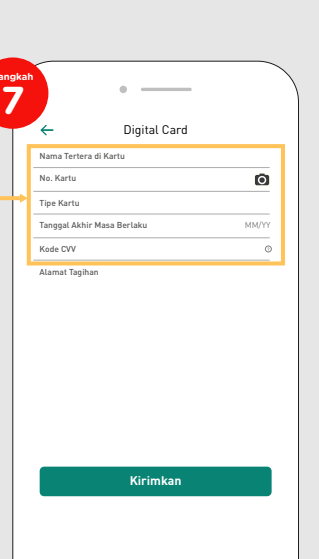 angkah
7
Digital Card
Nama Tertera di Kartu
No. Kartu
Tipe Kartu
Tanggal Akhir Masa Berlaku MM/YY
Kode CVV
Alamat Tagihan
Kirimkan